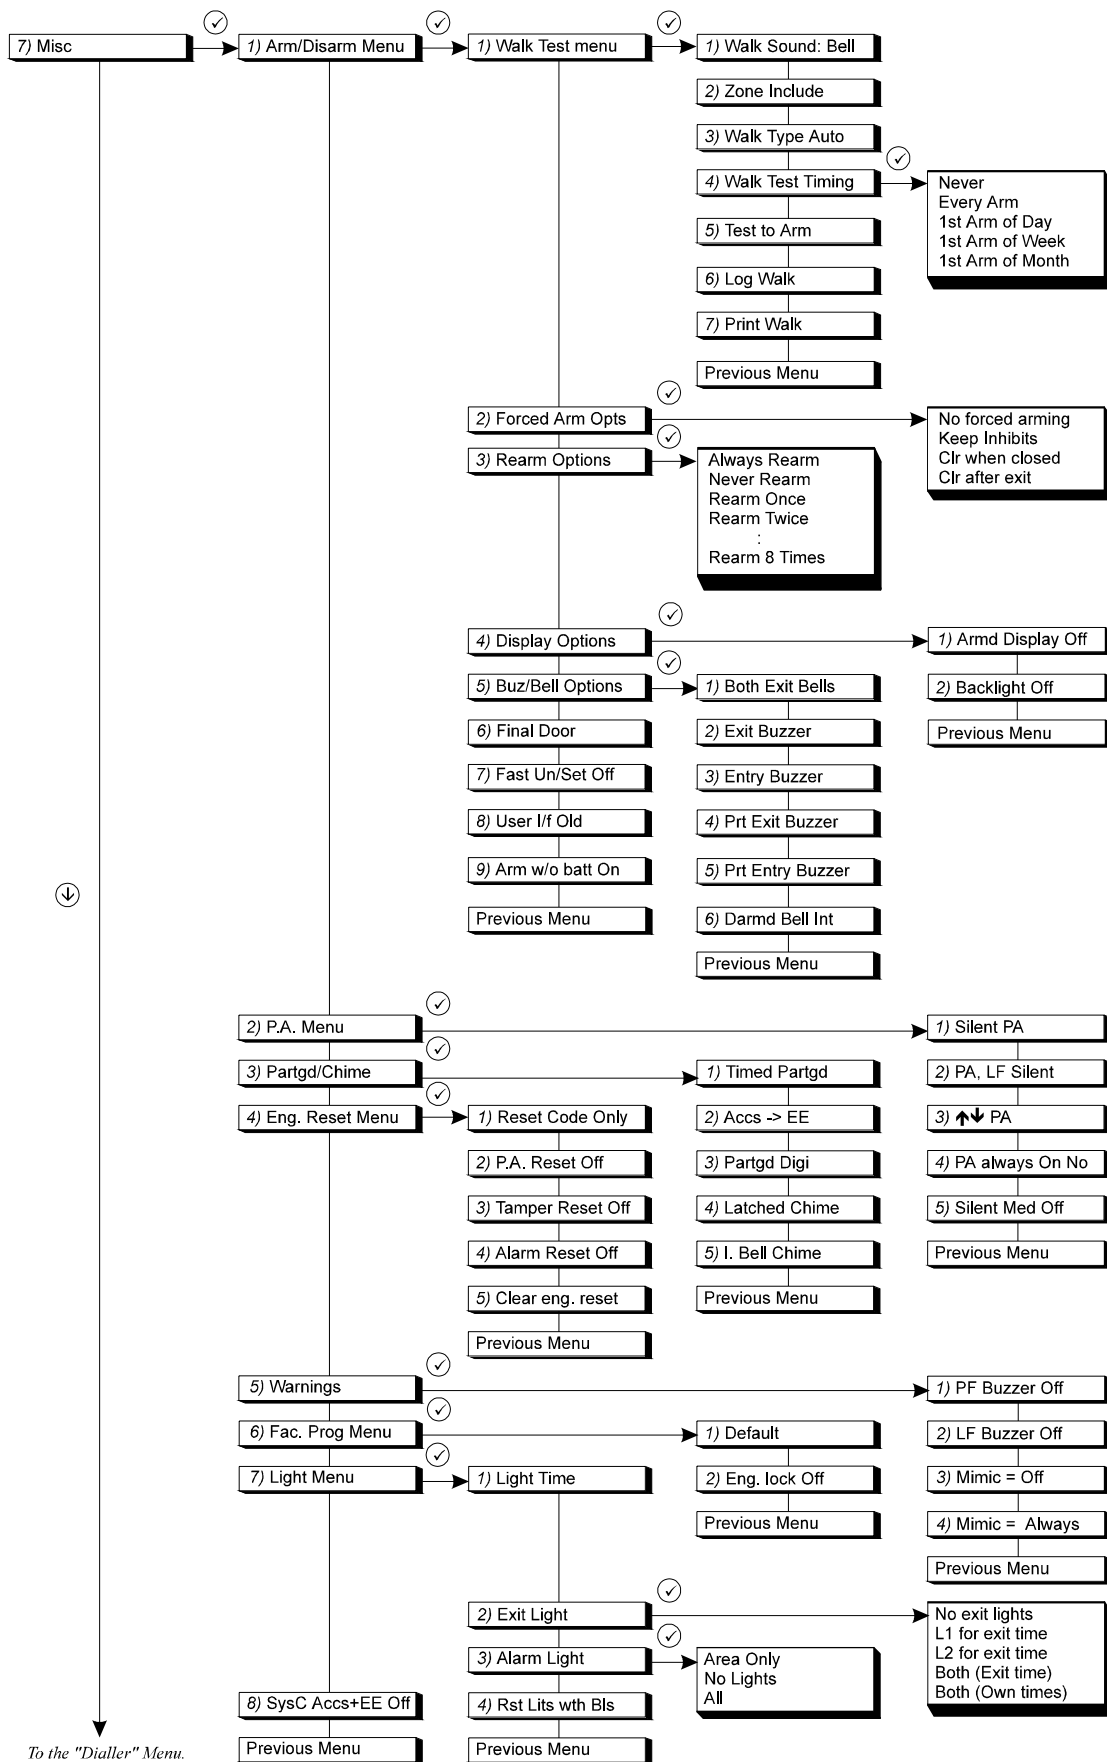 7) Misc
1) Arm/Disarm Menu
1) Walk Test menu
1) Walk Sound: Bell
2) Zone Include
3) Walk Type Auto
4) Walk Test Timing
Never
Every Arm
1st Arm of Day
1st Arm of Week
1st Arm of Month
5) Test to Arm
6) Log Walk
7) Print Walk
Previous Menu
2) Forced Arm Opts
No forced arming
Keep Inhibits
Clr when closed
Clr after exit
3) Rearm Options
Always Rearm
Never Rearm
Rearm Once
Rearm Twice
:
Rearm 8 Times
4) Display Options
1) Armd Display Off
2) Backlight Off
Previous Menu
5) Buz/Bell Options
1) Both Exit Bells
2) Exit Buzzer
3) Entry Buzzer
4) Prt Exit Buzzer
5) Prt Entry Buzzer
6) Darmd Bell Int
Previous Menu
6) Final Door
7) Fast Un/Set Off
8) User I/f Old
9) Arm w/o batt On
Previous Menu
2) P.A. Menu
1) Silent PA
2) PA, LF Silent
3) ↑↓ PA
4) PA always On No
5) Silent Med Off
Previous Menu
3) Partgd/Chime
1) Timed Partgd
2) Accs -> EE
3) Partgd Digi
4) Latched Chime
5) I. Bell Chime
Previous Menu
4) Eng. Reset Menu
1) Reset Code Only
2) P.A. Reset Off
3) Tamper Reset Off
4) Alarm Reset Off
5) Clear eng. reset
Previous Menu
5) Warnings
1) PF Buzzer Off
2) LF Buzzer Off
3) Mimic = Off
4) Mimic =  Always
Previous Menu
6) Fac. Prog Menu
1) Default
2) Eng. lock Off
Previous Menu
7) Light Menu
1) Light Time
2) Exit Light
No exit lights
L1 for exit time
L2 for exit time
Both (Exit time)
Both (Own times)
3) Alarm Light
Area Only
No Lights
All
4) Rst Lits wth Bls
Previous Menu
8) SysC Accs+EE Off
Previous Menu
To the "Dialler" Menu.